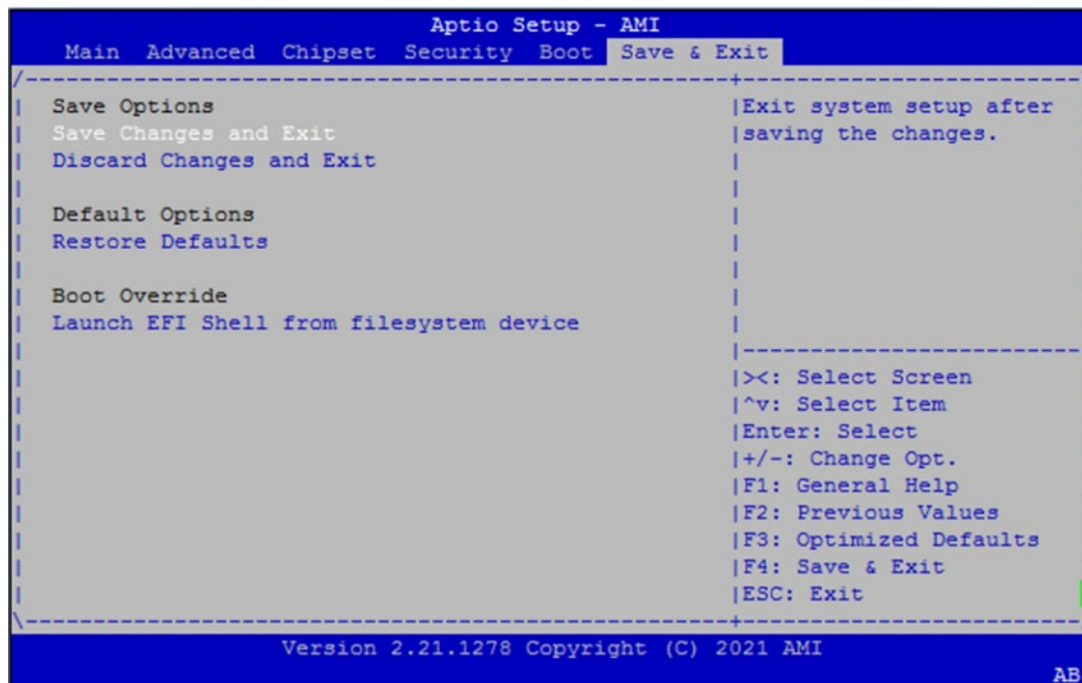 Aptio Setup - AMI
Main Advanced Chipset Security Boot Save & Exit
/----------------------------------------------------+-------------------------
| Save Options |Exit system setup after
| Save Changes and Exit |saving the changes.
| Discard Changes and Exit |
| |
| Default Options |
| Restore Defaults |
| |
| Boot Override |
| Launch EFI Shell from filesystem device |
| |-------------------------
| |><: Select Screen
| |^v: Select Item
| |Enter: Select
| |+/-: Change Opt.
| |F1: General Help
| |F2: Previous Values
| |F3: Optimized Defaults
| |F4: Save & Exit
| |ESC: Exit
\----------------------------------------------------+-------------------------
Version 2.21.1278 Copyright (C) 2021 AMI
AB